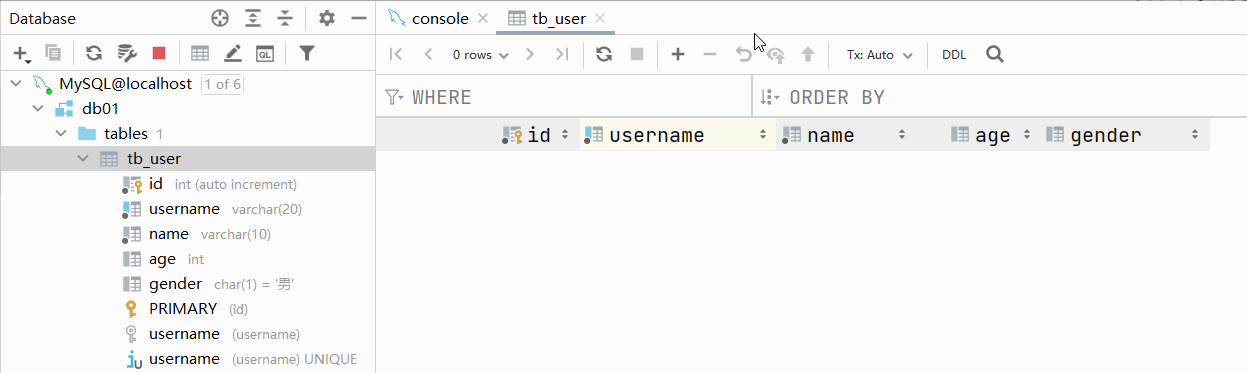 Database
console
tb_user
0 rows
Tx: Auto
DDL
QL
MySQL@localhost 1 of 6
WHERE
ORDER BY
db01
tables 1
id
username
name
age
gender
tb_user
id int (auto increment)
username varchar(20)
name varchar(10)
age int
gender char(1) = '男'
PRIMARY (id)
username (username)
username (username) UNIQUE